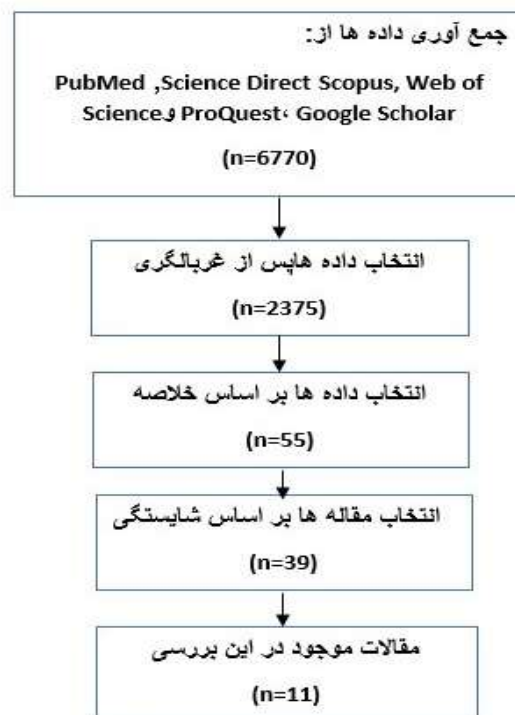 جمع آوری داده ها از:
PubMed ,Science Direct Scopus, Web of
Scienceو ProQuest، Google Scholar
(n=6770)
انتخاب داده هاپس از غربالگری
(n=2375)
انتخاب داده ها بر اساس خلاصه
(n=55)
انتخاب مقاله ها بر اساس شایستگی
(n=39)
مقالات موجود در این بررسی
(n=11)